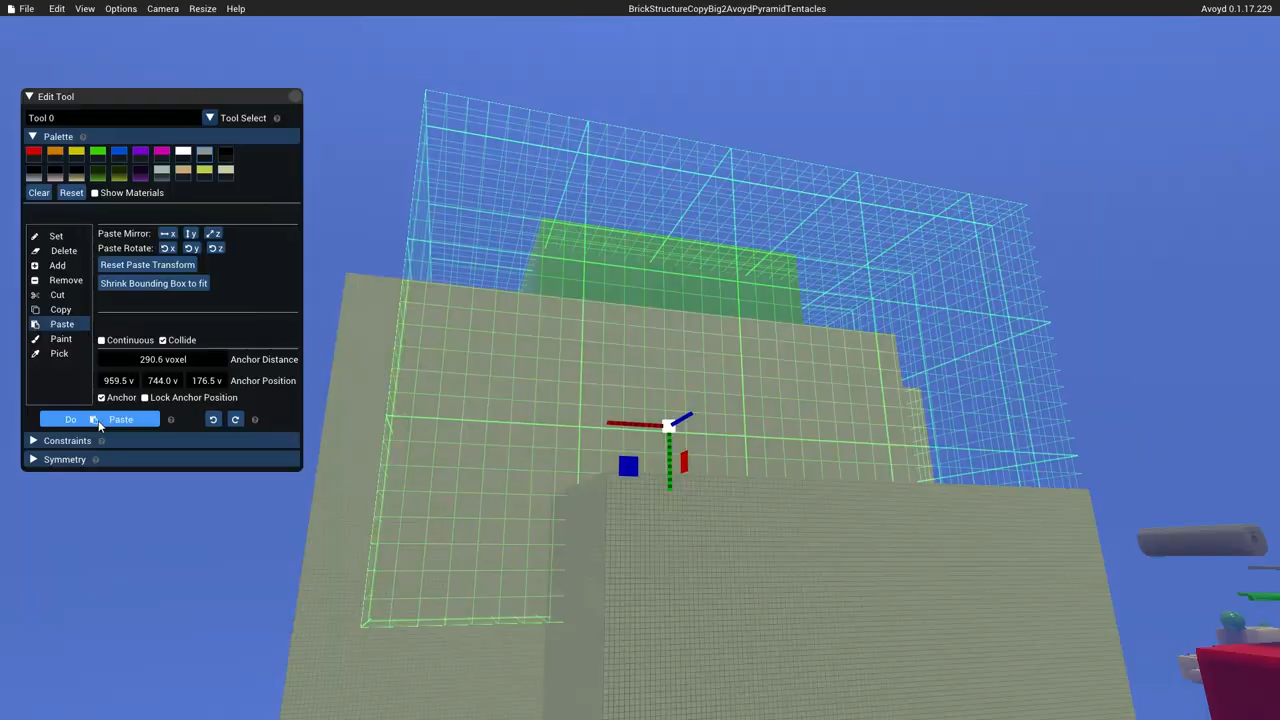 File Edit View Options Camera Resize Help BrickStructureCopyBig2AvoydPyramidTentacles Avoyd 0.1.17.229
Edit Tool
Tool 0 Tool Select ?
Palette ?
Clear Reset Show Materials
Set
Delete
Add
Remove
Cut
Copy
Paste
Paint
Pick
Paste Mirror: x y z
Paste Rotate: x y z
Reset Paste Transform
Shrink Bounding Box to fit
Continuous Collide
290.6 voxel Anchor Distance
959.5 v 744.0 v 176.5 v Anchor Position
Anchor Lock Anchor Position
Do Paste ? ?
Constraints ?
Symmetry ?